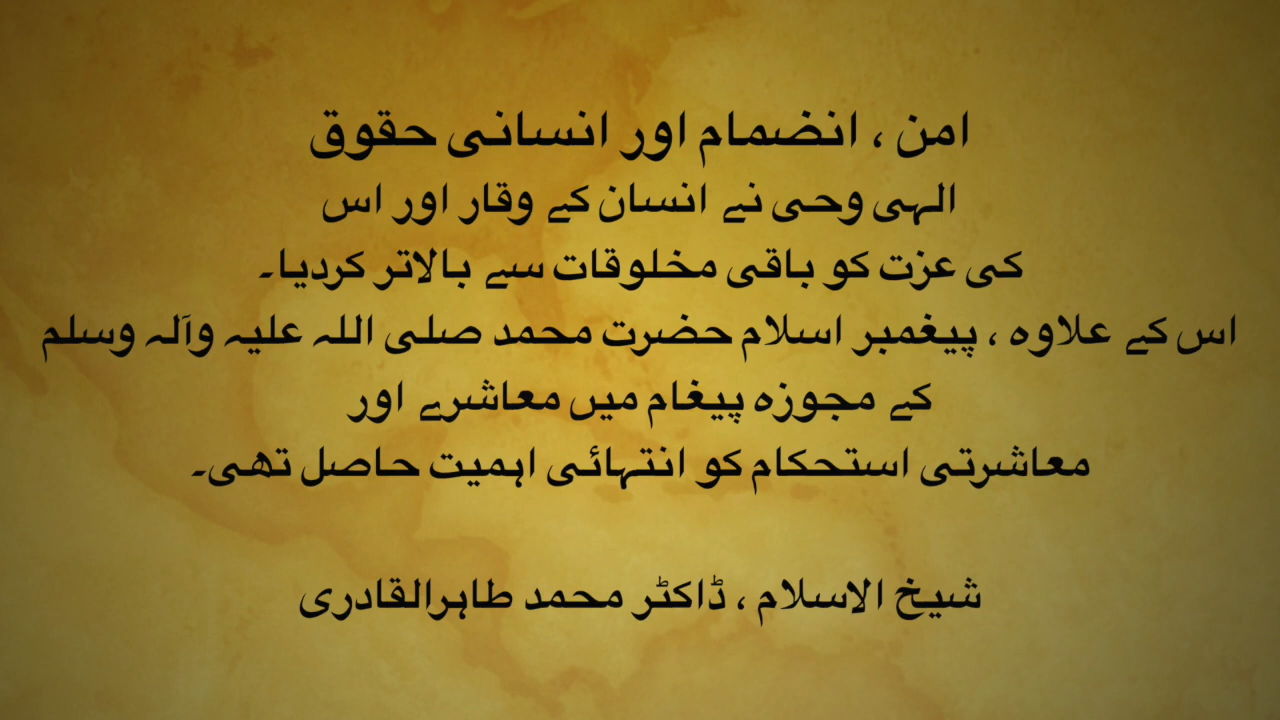 امن ، انضمام اور انسانی حقوق
الہی وحی نے انسان کے وقار اور اس
کی عزت کو باقی مخلوقات سے بالاتر کردیا۔
اس کے علاوہ ، پیغمبر اسلام حضرت محمد صلی اللہ علیہ وآلہ وسلم
کے مجوزہ پیغام میں معاشرے اور
معاشرتی استحکام کو انتہائی اہمیت حاصل تھی۔
شیخ الاسلام ، ڈاکٹر محمد طاہرالقادری